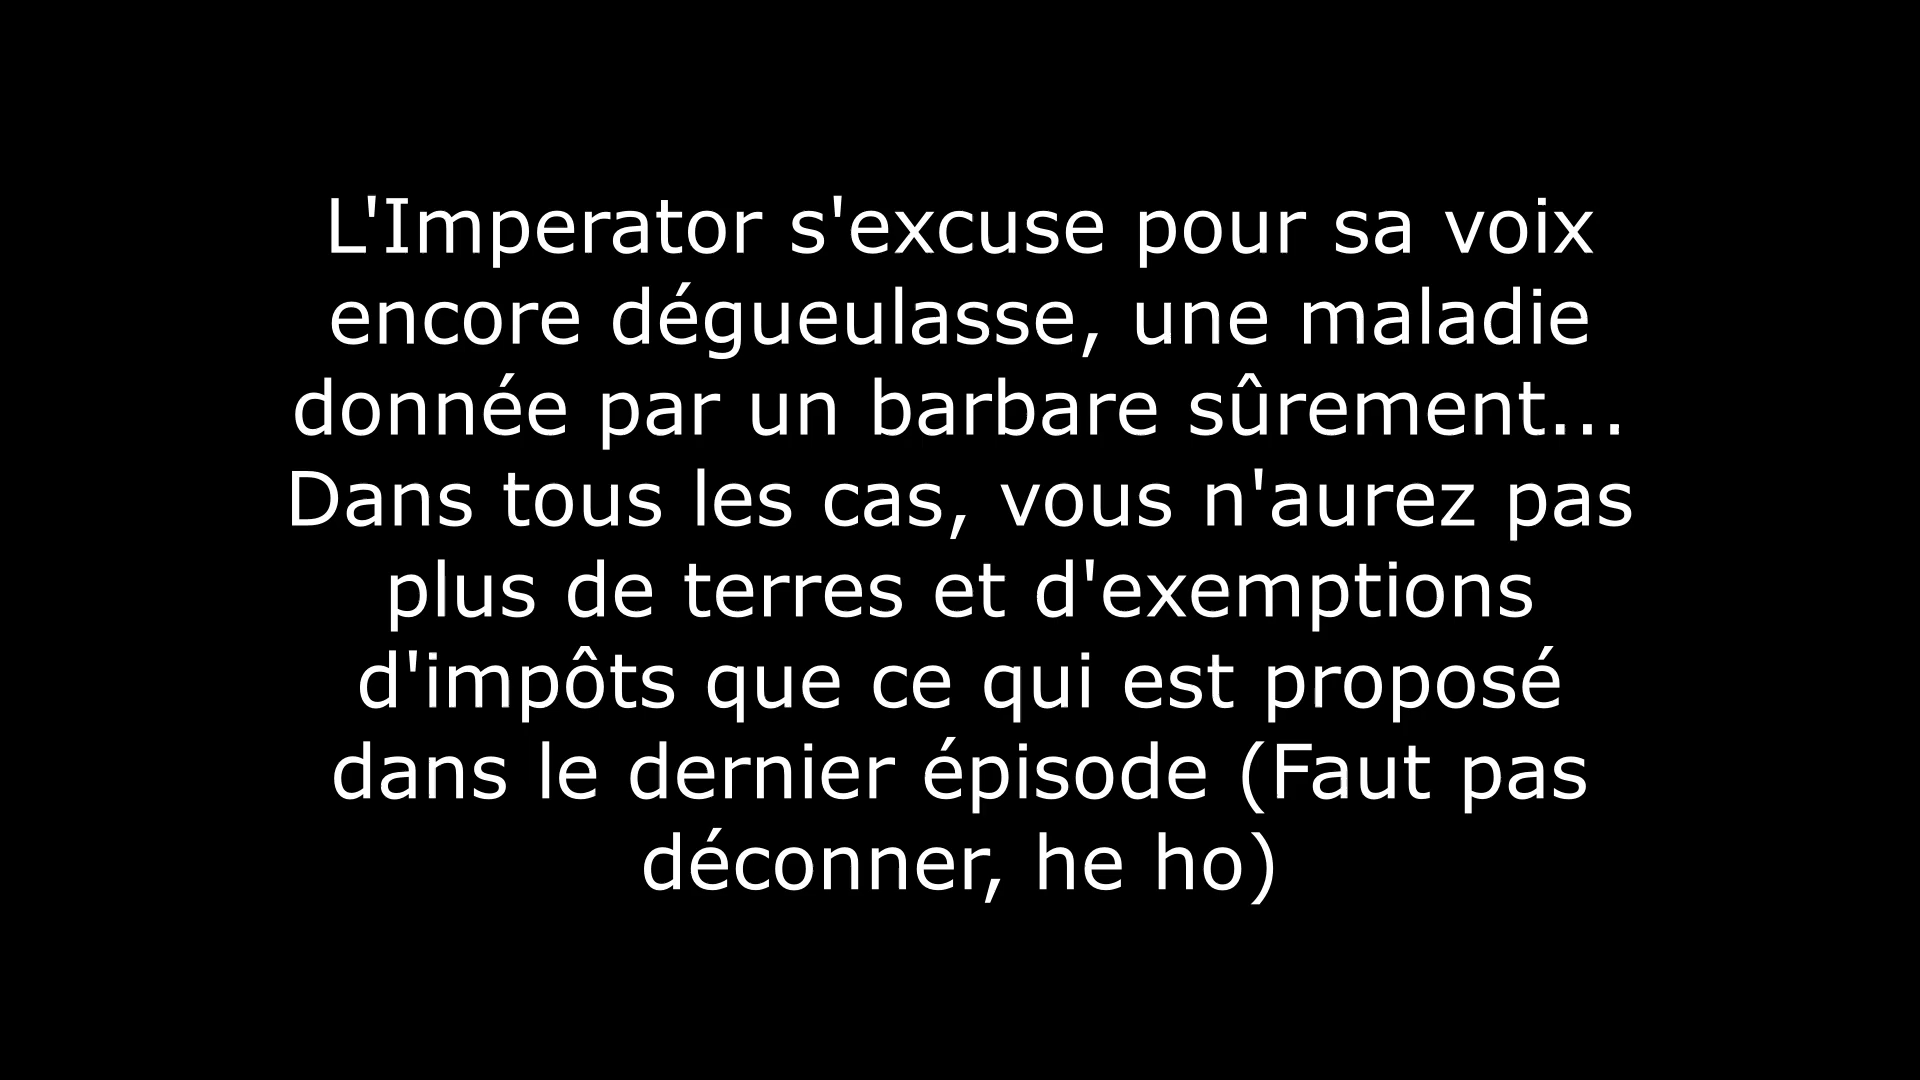 L'Imperator s'excuse pour sa voix
encore dégueulasse, une maladie
donnée par un barbare sûrement...
Dans tous les cas, vous n'aurez pas
plus de terres et d'exemptions
d'impôts que ce qui est proposé
dans le dernier épisode (Faut pas
déconner, he ho)